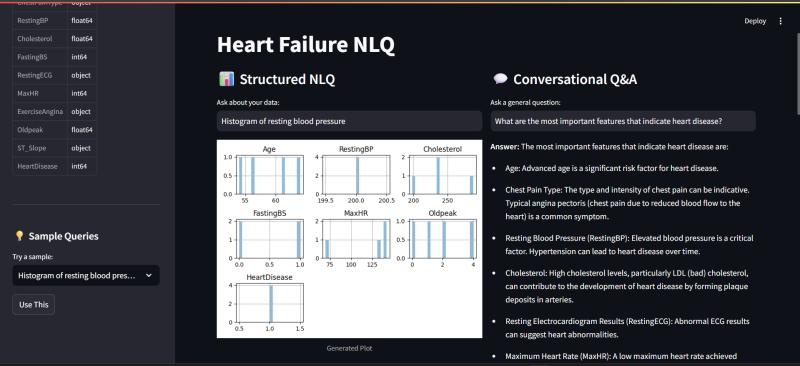 ChestPainType object
RestingBP float64
Cholesterol float64
FastingBS int64
RestingECG object
MaxHR int64
ExerciseAngina object
Oldpeak float64
ST_Slope object
HeartDisease int64
💡 Sample Queries
Try a sample:
Histogram of resting blood pres...
Use This
Deploy
Heart Failure NLQ
📊 Structured NLQ
Ask about your data:
Histogram of resting blood pressure
Age RestingBP Cholesterol
1.0 4 2
0.5 2 1
0.0 0 0
55 60 199.5 200.0 200.5 200 250
FastingBS MaxHR Oldpeak
2 2 1.0
1 1 0.5
0 0 0.0
0.0 0.5 1.0 75 100 125 0 2 4
HeartDisease
4
2
0
0.5 1.0 1.5
Generated Plot
💬 Conversational Q&A
Ask a general question:
What are the most important features that indicate heart disease?
Answer: The most important features that indicate heart disease are:
• Age: Advanced age is a significant risk factor for heart disease.
• Chest Pain Type: The type and intensity of chest pain can be indicative.
Typical angina pectoris (chest pain due to reduced blood flow to the
heart) is a common symptom.
• Resting Blood Pressure (RestingBP): Elevated blood pressure is a critical
factor. Hypertension can lead to heart disease over time.
• Cholesterol: High cholesterol levels, particularly LDL (bad) cholesterol,
can contribute to the development of heart disease by forming plaque
deposits in arteries.
• Resting Electrocardiogram Results (RestingECG): Abnormal ECG results
can suggest heart abnormalities.
• Maximum Heart Rate (MaxHR): A low maximum heart rate achieved